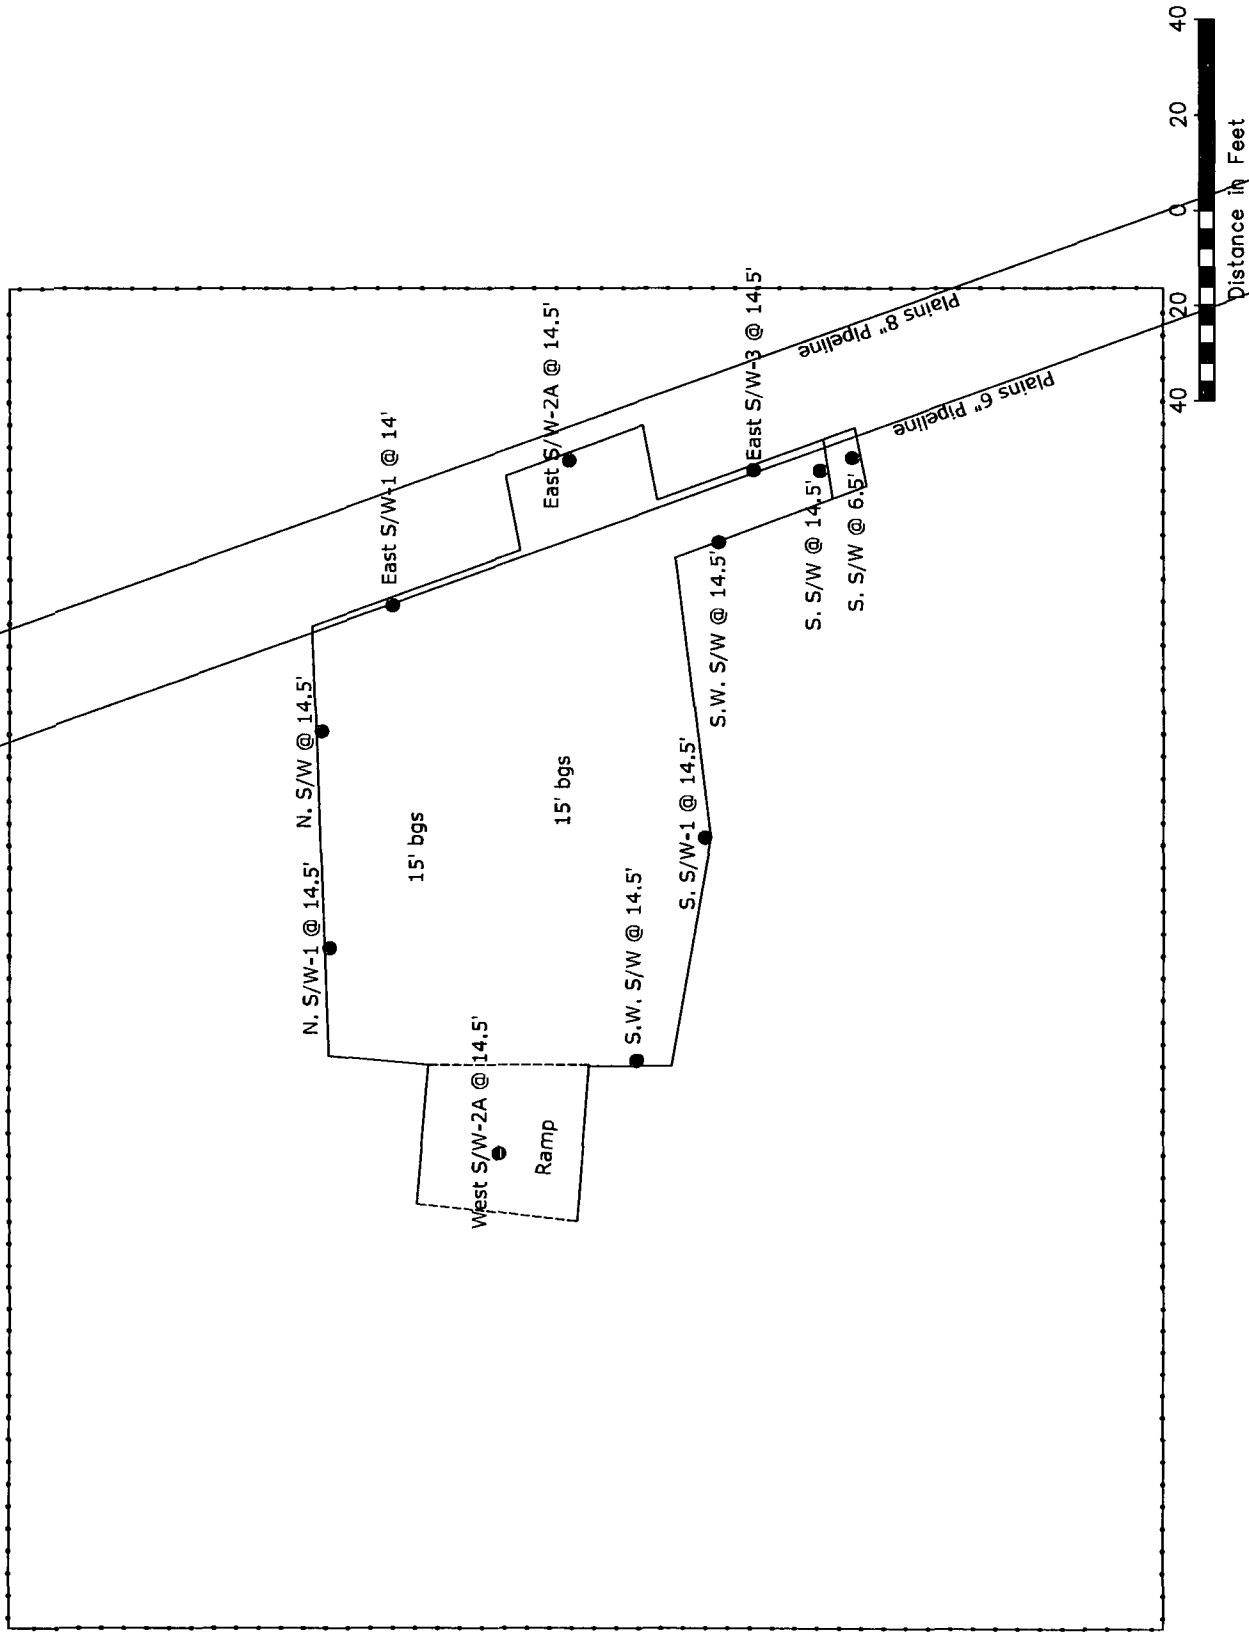 N. S/W-1 @ 14.5'
N. S/W @ 14.5'
East S/W-1 @ 14'
15' bgs
West S/W-2A @ 14.5'
Ramp
15' bgs
East S/W-2A @ 14.5'
S.W. S/W @ 14.5'
S. S/W-1 @ 14.5'
S.W. S/W @ 14.5'
East S/W-3 @ 14.5'
S. S/W @ 14.5'
S. S/W @ 6.5'
Plains 8" Pipeline
Plains 6" Pipeline
40 20 0 20 40
Distance in Feet